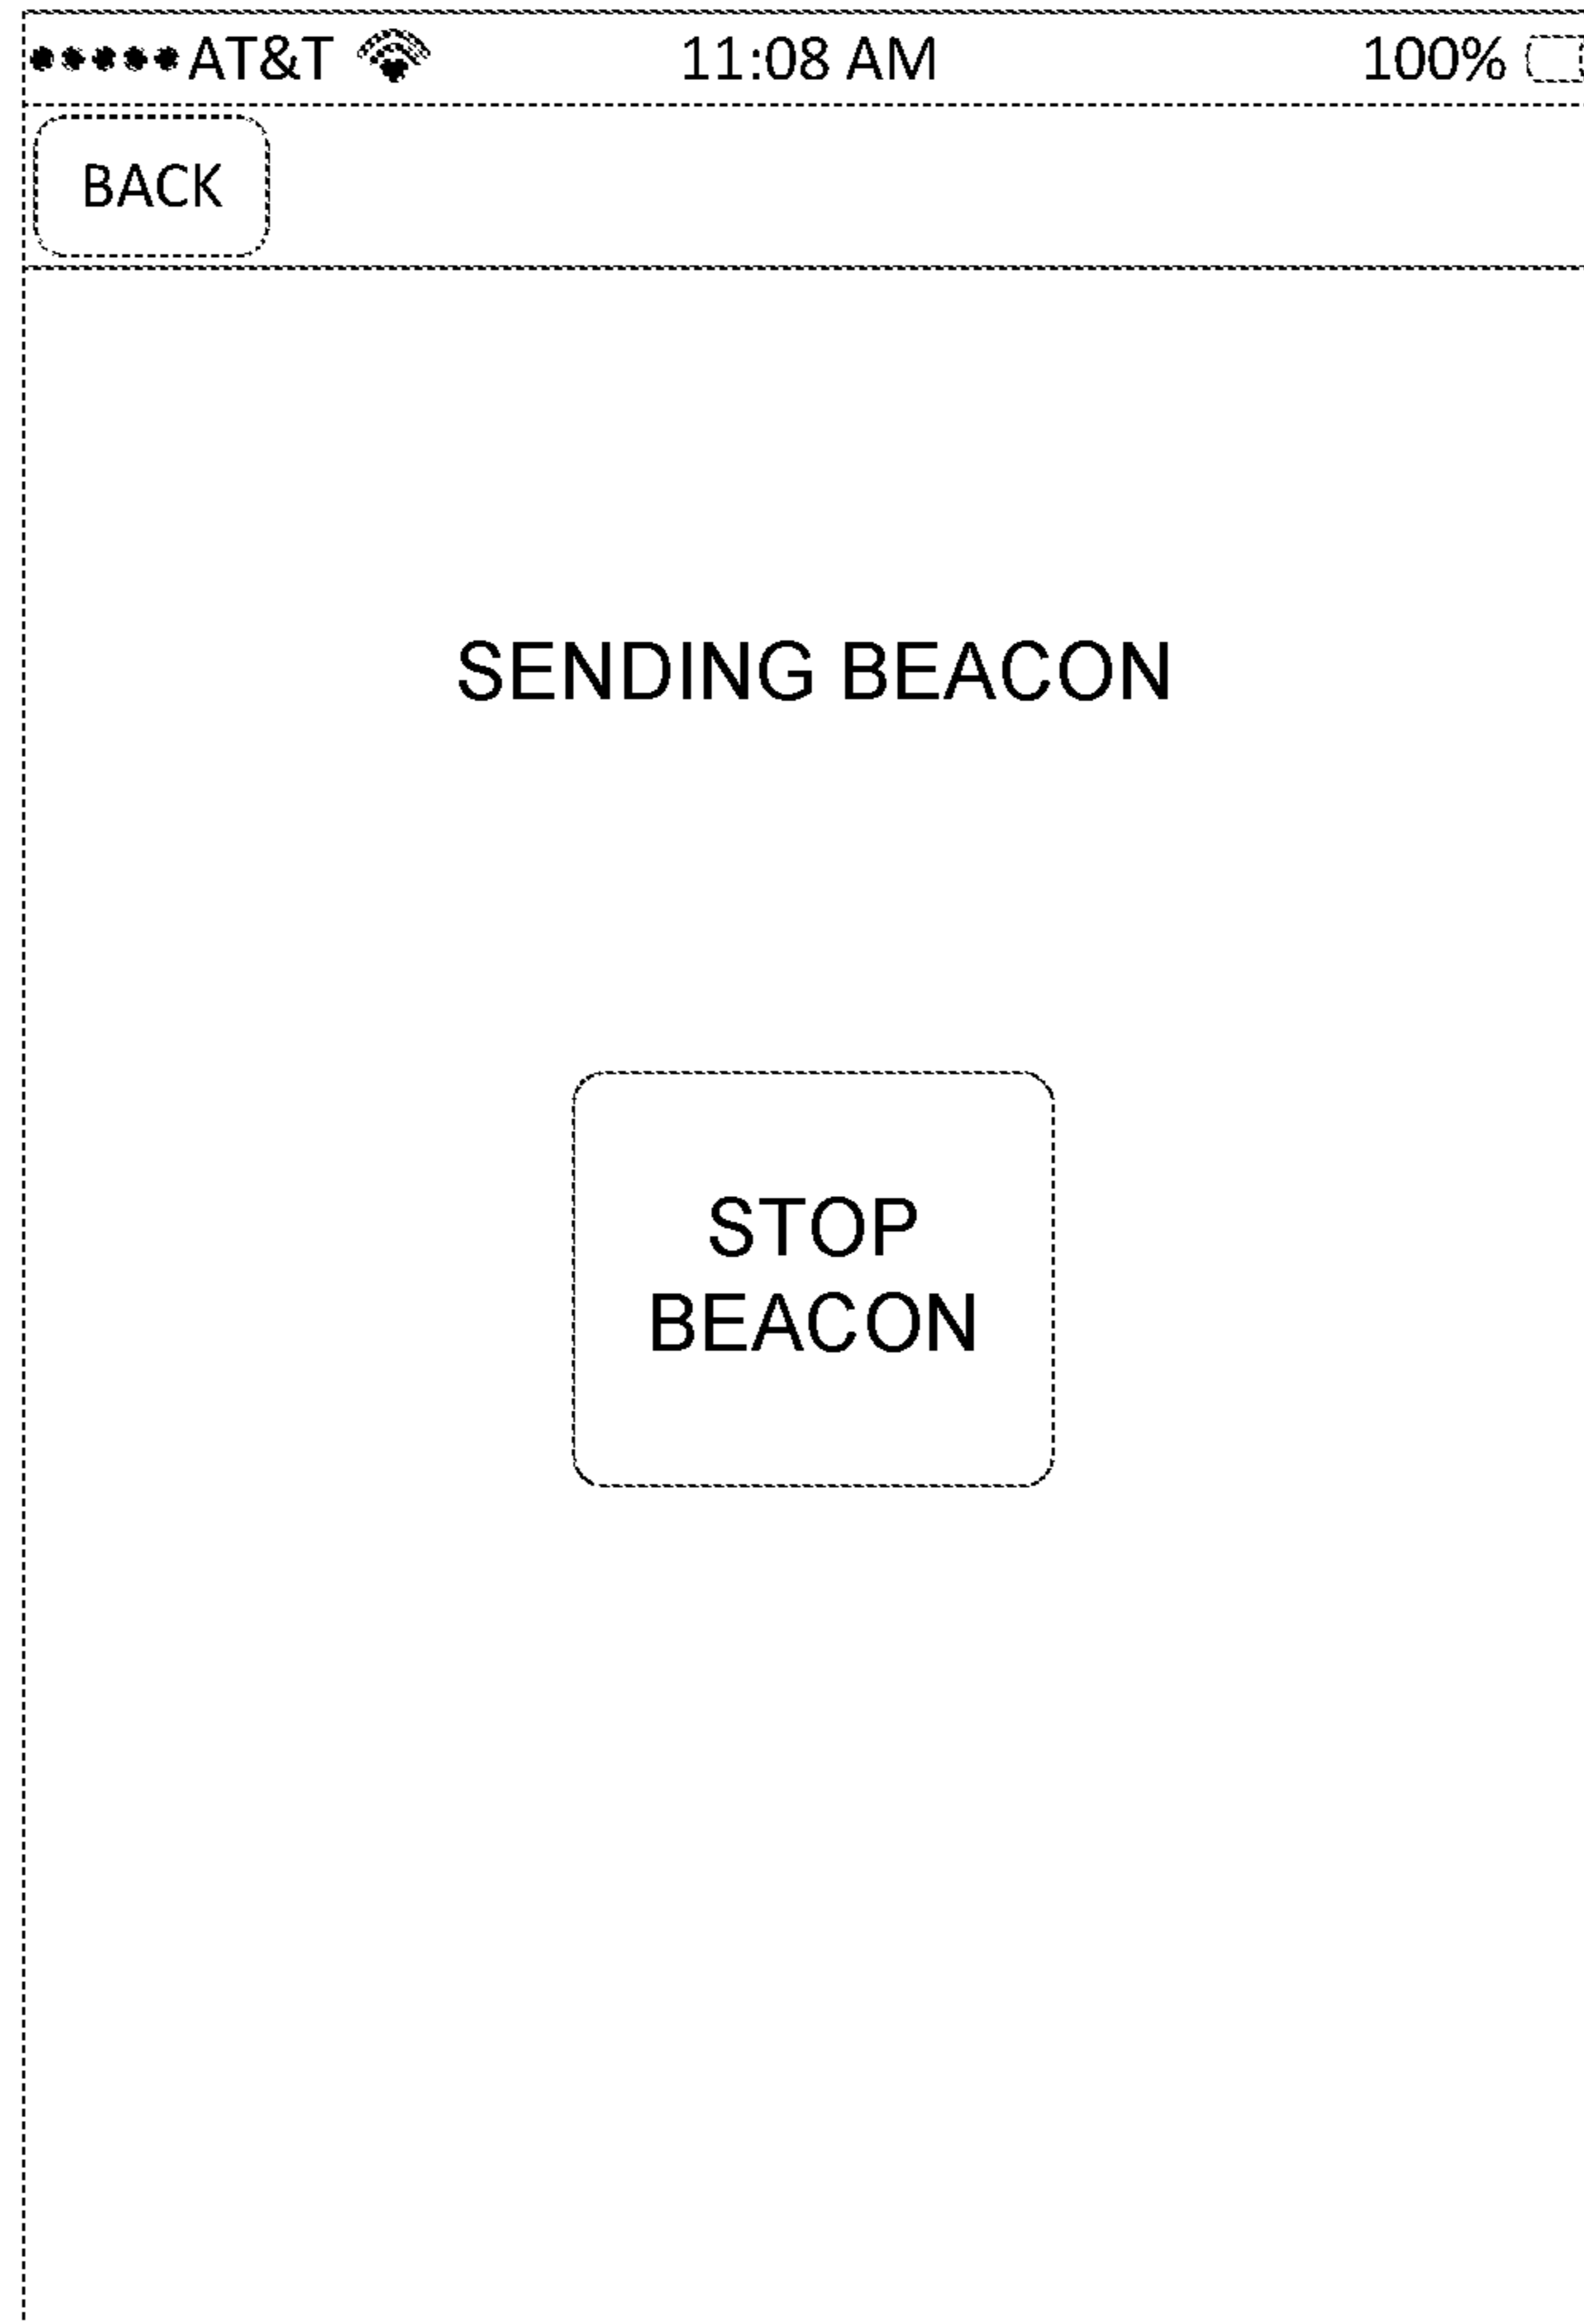 AT&T 11:08 AM 100%
BACK
SENDING BEACON
STOP
BEACON